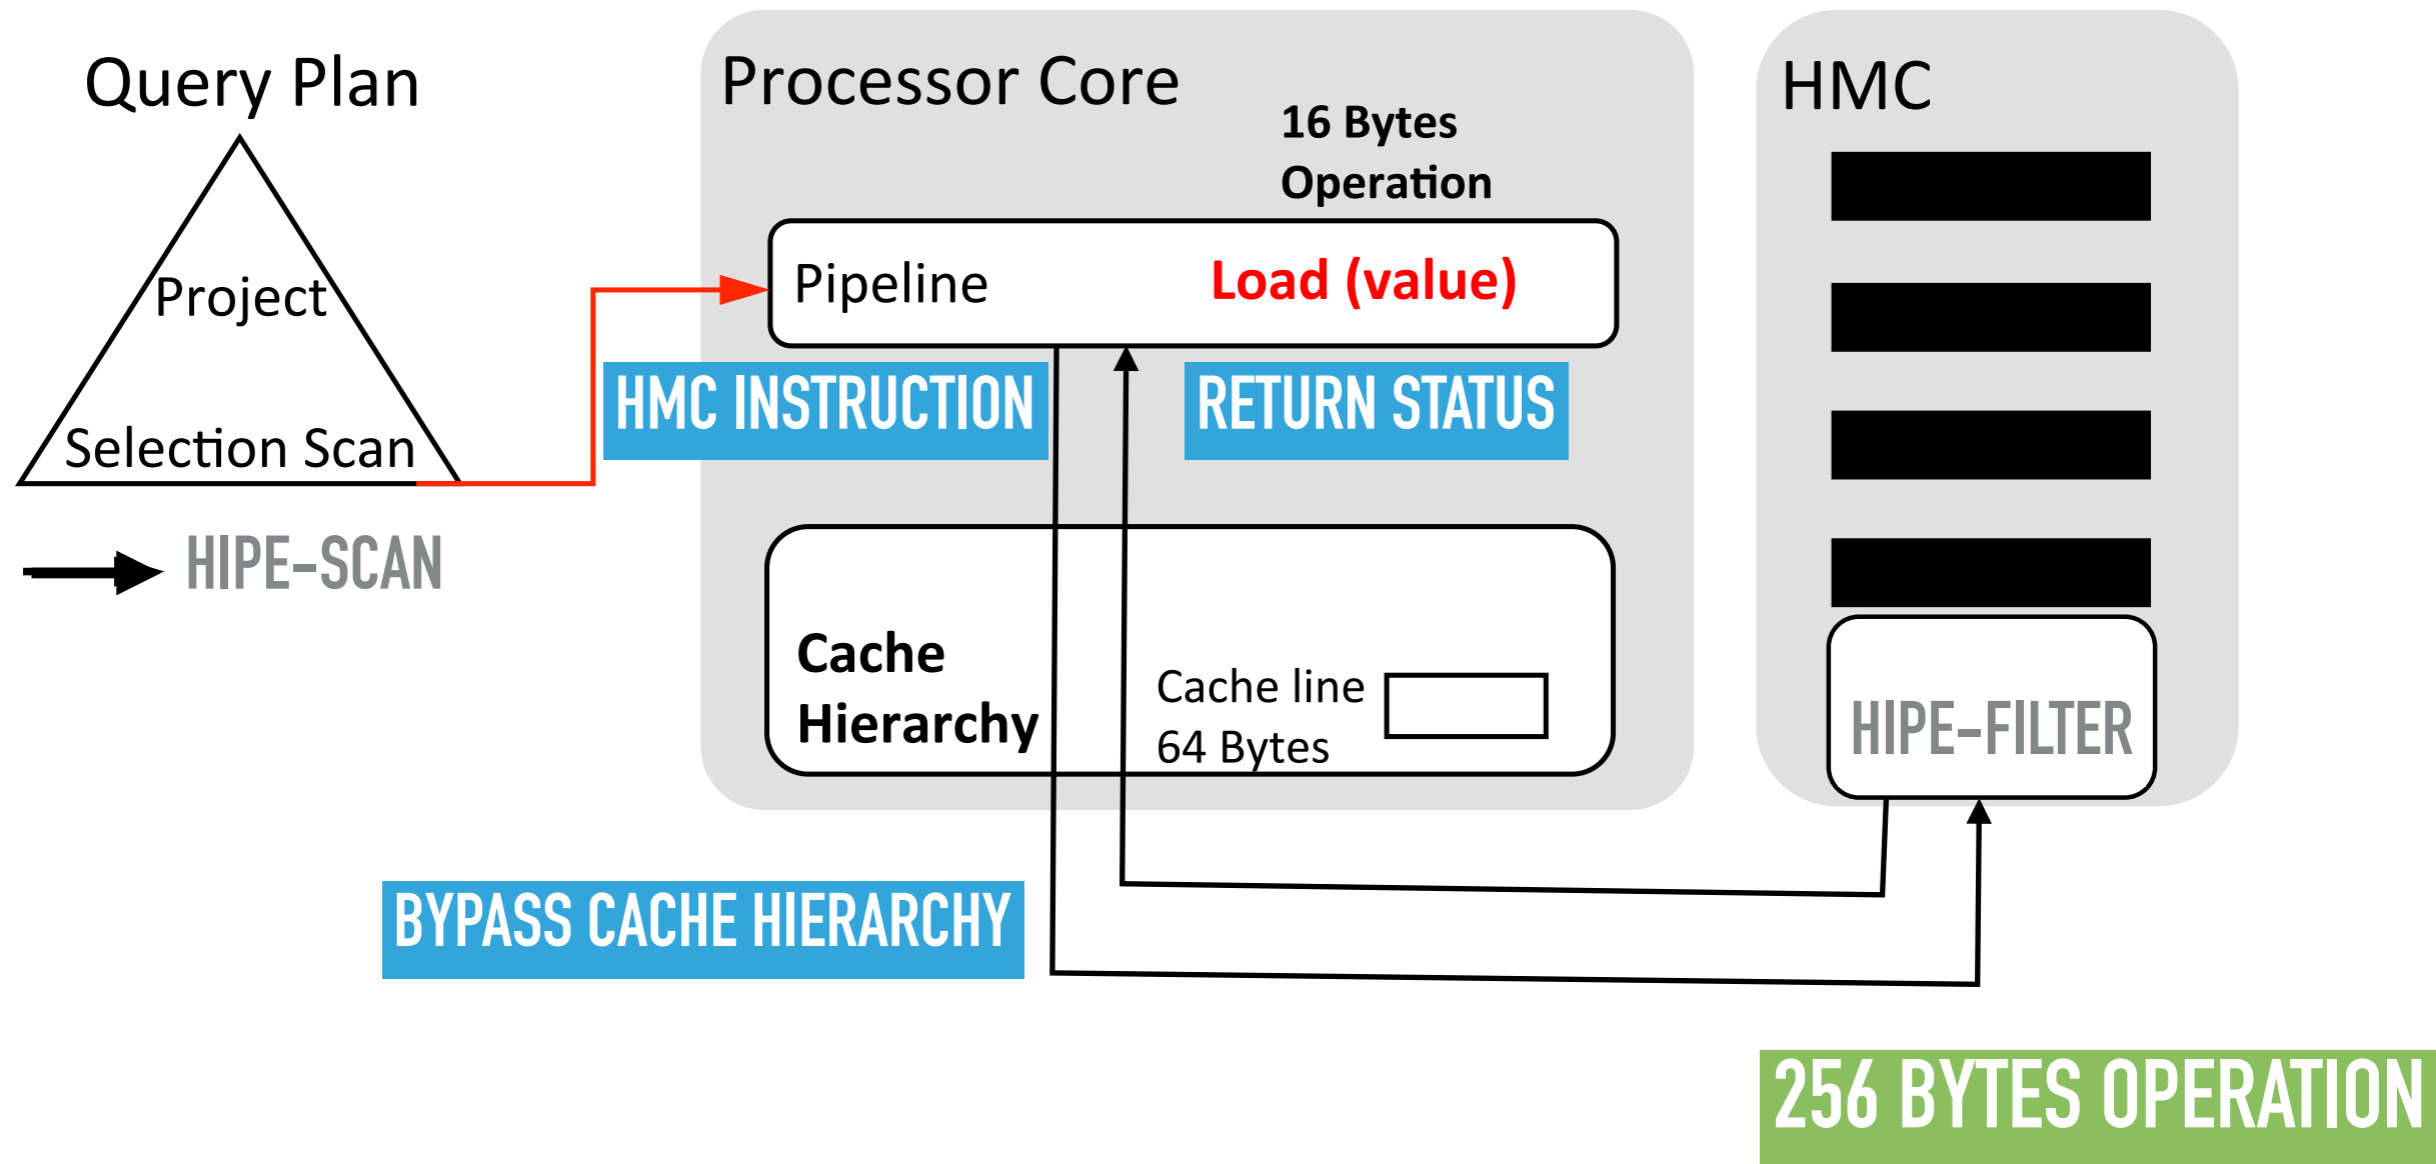 Query Plan
Project
Selection Scan
HIPE-SCAN
Processor Core
16 Bytes
Operation
Pipeline
Load (value)
HMC INSTRUCTION
RETURN STATUS
Cache
Hierarchy
Cache line
64 Bytes
BYPASS CACHE HIERARCHY
HMC
HIPE-FILTER
256 BYTES OPERATION